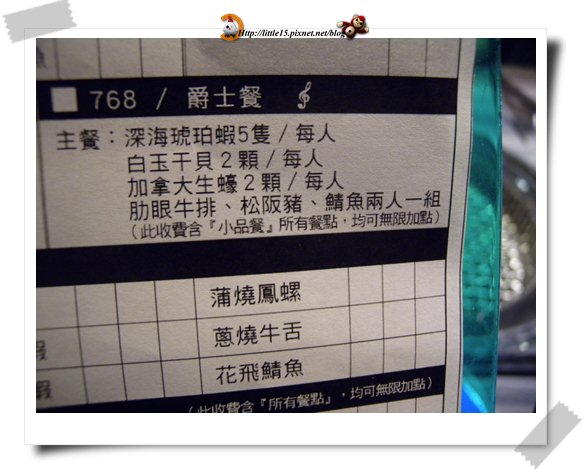 Http://little15.pixnet.net/blog
768 / 爵士餐
主餐：深海琥珀蝦5隻/每人
白玉干貝2顆/每人
加拿大生蠔2顆/每人
肋眼牛排、松阪豬、鯖魚兩人一組
（此收費含『小品餐』所有餐點，均可無限加點）
蒲燒鳳螺
蔥燒牛舌
蝦 花飛鯖魚
（此收費含『所有餐點』，均可無限加點）